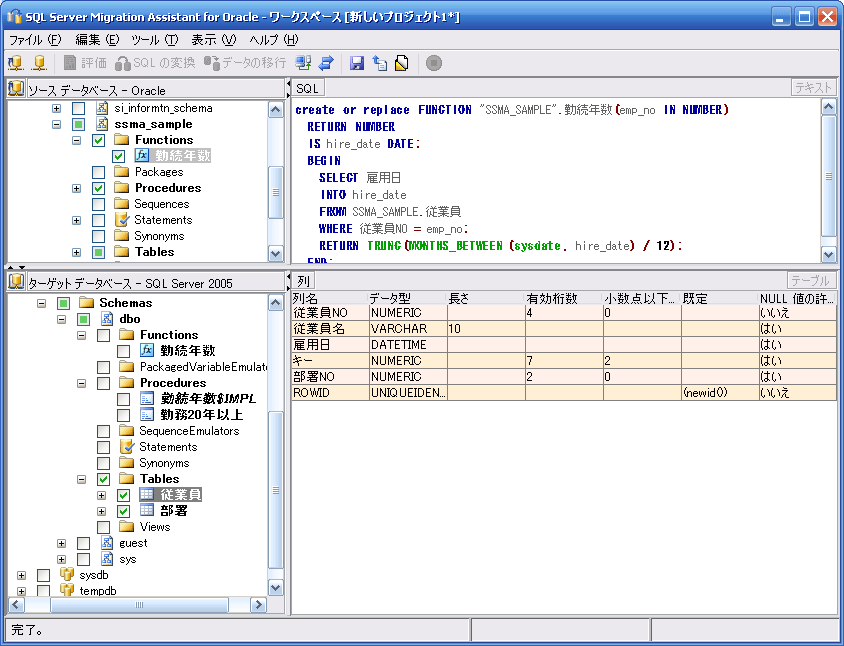 SQL Server Migration Assistant for Oracle - ワークスペース [新しいプロジェクト1*]
ファイル (F) 編集 (E) ツール (T) 表示 (V) ヘルプ (H)
評価 SQL の変換 データの移行
ソース データベース - Oracle
si_informtn_schema
ssma_sample
Functions
勤続年数
Packages
Procedures
Sequences
Statements
Synonyms
Tables
SQL テキスト
create or replace FUNCTION "SSMA_SAMPLE".勤続年数(emp_no IN NUMBER)
RETURN NUMBER
IS hire_date DATE;
BEGIN
SELECT 雇用日
INTO hire_date
FROM SSMA_SAMPLE.従業員
WHERE 従業員NO = emp_no;
RETURN TRUNC(MONTHS_BETWEEN (sysdate, hire_date) / 12);
END;
ターゲット データベース - SQL Server 2005
Schemas
dbo
Functions
勤続年数
PackagedVariableEmulat
Procedures
勤続年数$IMPL
勤務20年以上
SequenceEmulators
Statements
Synonyms
Tables
従業員
部署
Views
guest
sys
sysdb
tempdb
列 テーブル
列名 データ型 長さ 有効桁数 小数点以下... 既定 NULL 値の許...
従業員NO NUMERIC 4 0 いいえ
従業員名 VARCHAR 10 はい
雇用日 DATETIME はい
キー NUMERIC 7 2 はい
部署NO NUMERIC 2 0 はい
ROWID UNIQUEIDEN... (newid()) いいえ
完了。